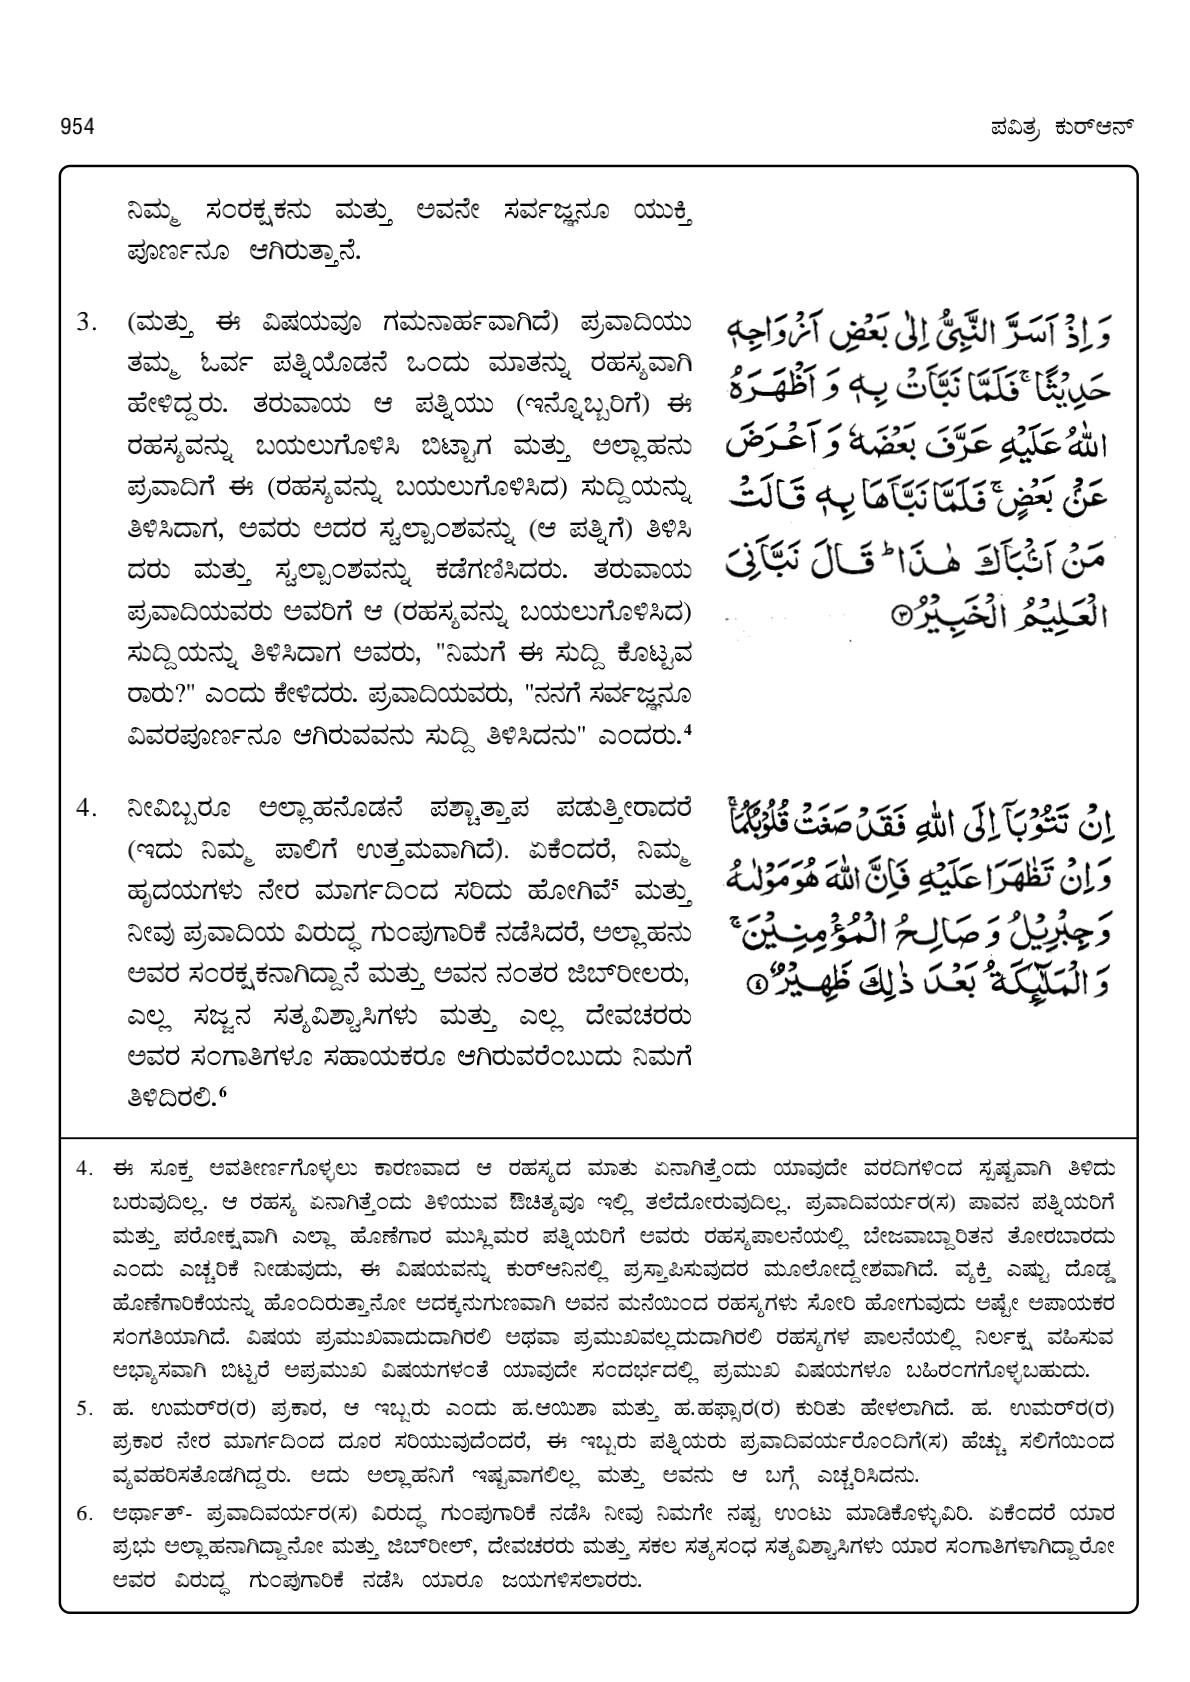 954
ಪವಿತ್ರ ಕುರ್‌ಆನ್
ನಿಮ್ಮ ಸಂರಕ್ಷಕನು ಮತ್ತು ಅವನೇ ಸರ್ವಜ್ಞನೂ ಯುಕ್ತಿ
ಪೂರ್ಣನೂ ಆಗಿರುತ್ತಾನೆ.
3. (ಮತ್ತು ಈ ವಿಷಯವೂ ಗಮನಾರ್ಹವಾಗಿದೆ) ಪ್ರವಾದಿಯು
ತಮ್ಮ ಓರ್ವ ಪತ್ನಿಯೊಡನೆ ಒಂದು ಮಾತನ್ನು ರಹಸ್ಯವಾಗಿ
ಹೇಳಿದ್ದರು. ತರುವಾಯ ಆ ಪತ್ನಿಯು (ಇನ್ನೊಬ್ಬರಿಗೆ) ಈ
ರಹಸ್ಯವನ್ನು ಬಯಲುಗೊಳಿಸಿ ಬಿಟ್ಟಾಗ ಮತ್ತು ಅಲ್ಲಾಹನು
ಪ್ರವಾದಿಗೆ ಈ (ರಹಸ್ಯವನ್ನು ಬಯಲುಗೊಳಿಸಿದ) ಸುದ್ದಿಯನ್ನು
ತಿಳಿಸಿದಾಗ, ಅವರು ಅದರ ಸ್ವಲ್ಪಾಂಶವನ್ನು (ಆ ಪತ್ನಿಗೆ) ತಿಳಿಸಿ
ದರು ಮತ್ತು ಸ್ವಲ್ಪಾಂಶವನ್ನು ಕಡೆಗಣಿಸಿದರು. ತರುವಾಯ
ಪ್ರವಾದಿಯವರು ಅವರಿಗೆ ಆ (ರಹಸ್ಯವನ್ನು ಬಯಲುಗೊಳಿಸಿದ)
ಸುದ್ದಿಯನ್ನು ತಿಳಿಸಿದಾಗ ಅವರು, "ನಿಮಗೆ ಈ ಸುದ್ದಿ ಕೊಟ್ಟವ
ರಾರು?" ಎಂದು ಕೇಳಿದರು. ಪ್ರವಾದಿಯವರು, "ನನಗೆ ಸರ್ವಜ್ಞನೂ
ವಿವರಪೂರ್ಣನೂ ಆಗಿರುವವನು ಸುದ್ದಿ ತಿಳಿಸಿದನು" ಎಂದರು.⁴
وَ اِذْ اَسَرَّ النَّبِيُّ اِلٰى بَعْضِ اَزْوَاجِهٖ
حَدِيْثًا ۚ فَلَمَّا نَبَّاَتْ بِهٖ وَ اَظْهَرَهُ
اللّٰهُ عَلَيْهِ عَرَّفَ بَعْضَهٗ وَ اَعْرَضَ
عَنْۢ بَعْضٍ ۚ فَلَمَّا نَبَّاَهَا بِهٖ قَالَتْ
مَنْ اَنْۢبَاَكَ هٰذَا ؕ قَالَ نَبَّاَنِيَ
الْعَلِيْمُ الْخَبِيْرُ ۝۳
4. ನೀವಿಬ್ಬರೂ ಅಲ್ಲಾಹನೊಡನೆ ಪಶ್ಚಾತ್ತಾಪ ಪಡುತ್ತೀರಾದರೆ
(ಇದು ನಿಮ್ಮ ಪಾಲಿಗೆ ಉತ್ತಮವಾಗಿದೆ). ಏಕೆಂದರೆ, ನಿಮ್ಮ
ಹೃದಯಗಳು ನೇರ ಮಾರ್ಗದಿಂದ ಸರಿದು ಹೋಗಿವೆ⁵ ಮತ್ತು
ನೀವು ಪ್ರವಾದಿಯ ವಿರುದ್ಧ ಗುಂಪುಗಾರಿಕೆ ನಡೆಸಿದರೆ, ಅಲ್ಲಾಹನು
ಅವರ ಸಂರಕ್ಷಕನಾಗಿದ್ದಾನೆ ಮತ್ತು ಅವನ ನಂತರ ಜಿಬ್‌ರೀಲರು,
ಎಲ್ಲ ಸಜ್ಜನ ಸತ್ಯವಿಶ್ವಾಸಿಗಳು ಮತ್ತು ಎಲ್ಲ ದೇವಚರರು
ಅವರ ಸಂಗಾತಿಗಳೂ ಸಹಾಯಕರೂ ಆಗಿರುವರೆಂಬುದು ನಿಮಗೆ
ತಿಳಿದಿರಲಿ.⁶
اِنْ تَتُوْبَاۤ اِلَى اللّٰهِ فَقَدْ صَغَتْ قُلُوْبُكُمَا ۚ
وَ اِنْ تَظٰهَرَا عَلَيْهِ فَاِنَّ اللّٰهَ هُوَ مَوْلٰىهُ
وَ جِبْرِيْلُ وَ صَالِحُ الْمُؤْمِنِيْنَ ۚ
وَ الْمَلٰٓىِٕكَةُ بَعْدَ ذٰلِكَ ظَهِيْرٌ ۝۴
4. ಈ ಸೂಕ್ತ ಅವತೀರ್ಣಗೊಳ್ಳಲು ಕಾರಣವಾದ ಆ ರಹಸ್ಯದ ಮಾತು ಏನಾಗಿತ್ತೆಂದು ಯಾವುದೇ ವರದಿಗಳಿಂದ ಸ್ಪಷ್ಟವಾಗಿ ತಿಳಿದು
ಬರುವುದಿಲ್ಲ. ಆ ರಹಸ್ಯ ಏನಾಗಿತ್ತೆಂದು ತಿಳಿಯುವ ಔಚಿತ್ಯವೂ ಇಲ್ಲಿ ತಲೆದೋರುವುದಿಲ್ಲ. ಪ್ರವಾದಿವರ್ಯರ(ಸ) ಪಾವನ ಪತ್ನಿಯರಿಗೆ
ಮತ್ತು ಪರೋಕ್ಷವಾಗಿ ಎಲ್ಲಾ ಹೊಣೆಗಾರ ಮುಸ್ಲಿಮರ ಪತ್ನಿಯರಿಗೆ ಅವರು ರಹಸ್ಯಪಾಲನೆಯಲ್ಲಿ ಬೇಜವಾಬ್ದಾರಿತನ ತೋರಬಾರದು
ಎಂದು ಎಚ್ಚರಿಕೆ ನೀಡುವುದು, ಈ ವಿಷಯವನ್ನು ಕುರ್‌ಆನಿನಲ್ಲಿ ಪ್ರಸ್ತಾಪಿಸುವುದರ ಮೂಲೋದ್ದೇಶವಾಗಿದೆ. ವ್ಯಕ್ತಿ ಎಷ್ಟು ದೊಡ್ಡ
ಹೊಣೆಗಾರಿಕೆಯನ್ನು ಹೊಂದಿರುತ್ತಾನೋ ಅದಕ್ಕನುಗುಣವಾಗಿ ಅವನ ಮನೆಯಿಂದ ರಹಸ್ಯಗಳು ಸೋರಿ ಹೋಗುವುದು ಅಷ್ಟೇ ಅಪಾಯಕರ
ಸಂಗತಿಯಾಗಿದೆ. ವಿಷಯ ಪ್ರಮುಖವಾದುದಾಗಿರಲಿ ಅಥವಾ ಪ್ರಮುಖವಲ್ಲದುದಾಗಿರಲಿ ರಹಸ್ಯಗಳ ಪಾಲನೆಯಲ್ಲಿ ನಿರ್ಲಕ್ಷ್ಯ ವಹಿಸುವ
ಅಭ್ಯಾಸವಾಗಿ ಬಿಟ್ಟರೆ ಅಪ್ರಮುಖ ವಿಷಯಗಳಂತೆ ಯಾವುದೇ ಸಂದರ್ಭದಲ್ಲಿ ಪ್ರಮುಖ ವಿಷಯಗಳೂ ಬಹಿರಂಗಗೊಳ್ಳಬಹುದು.
5. ಹ. ಉಮರ್‌ರ(ರ) ಪ್ರಕಾರ, ಆ ಇಬ್ಬರು ಎಂದು ಹ.ಆಯಿಶಾ ಮತ್ತು ಹ.ಹಫ್ಸಾರ(ರ) ಕುರಿತು ಹೇಳಲಾಗಿದೆ. ಹ. ಉಮರ್‌ರ(ರ)
ಪ್ರಕಾರ ನೇರ ಮಾರ್ಗದಿಂದ ದೂರ ಸರಿಯುವುದೆಂದರೆ, ಈ ಇಬ್ಬರು ಪತ್ನಿಯರು ಪ್ರವಾದಿವರ್ಯರೊಂದಿಗೆ(ಸ) ಹೆಚ್ಚು ಸಲಿಗೆಯಿಂದ
ವ್ಯವಹರಿಸತೊಡಗಿದ್ದರು. ಅದು ಅಲ್ಲಾಹನಿಗೆ ಇಷ್ಟವಾಗಲಿಲ್ಲ ಮತ್ತು ಅವನು ಆ ಬಗ್ಗೆ ಎಚ್ಚರಿಸಿದನು.
6. ಅರ್ಥಾತ್- ಪ್ರವಾದಿವರ್ಯರ(ಸ) ವಿರುದ್ಧ ಗುಂಪುಗಾರಿಕೆ ನಡೆಸಿ ನೀವು ನಿಮಗೇ ನಷ್ಟ ಉಂಟು ಮಾಡಿಕೊಳ್ಳುವಿರಿ. ಏಕೆಂದರೆ ಯಾರ
ಪ್ರಭು ಅಲ್ಲಾಹನಾಗಿದ್ದಾನೋ ಮತ್ತು ಜಿಬ್‌ರೀಲ್, ದೇವಚರರು ಮತ್ತು ಸಕಲ ಸತ್ಯಸಂಧ ಸತ್ಯವಿಶ್ವಾಸಿಗಳು ಯಾರ ಸಂಗಾತಿಗಳಾಗಿದ್ದಾರೋ
ಅವರ ವಿರುದ್ಧ ಗುಂಪುಗಾರಿಕೆ ನಡೆಸಿ ಯಾರೂ ಜಯಗಳಿಸಲಾರರು.